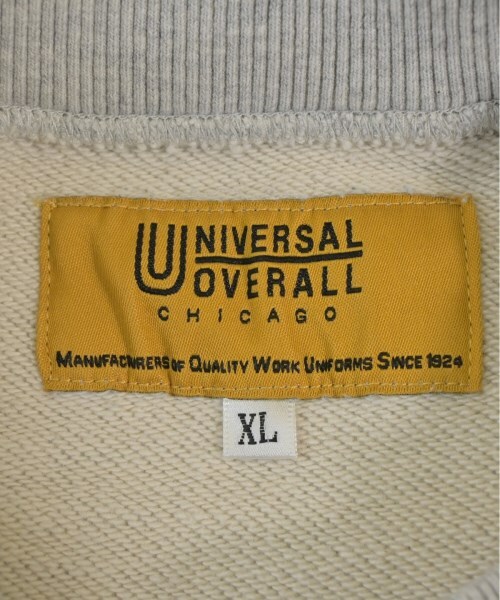 UNIVERSAL
OVERALL
CHICAGO
MANUFACTURERS OF QUALITY WORK UNIFORMS SINCE 1924
XL